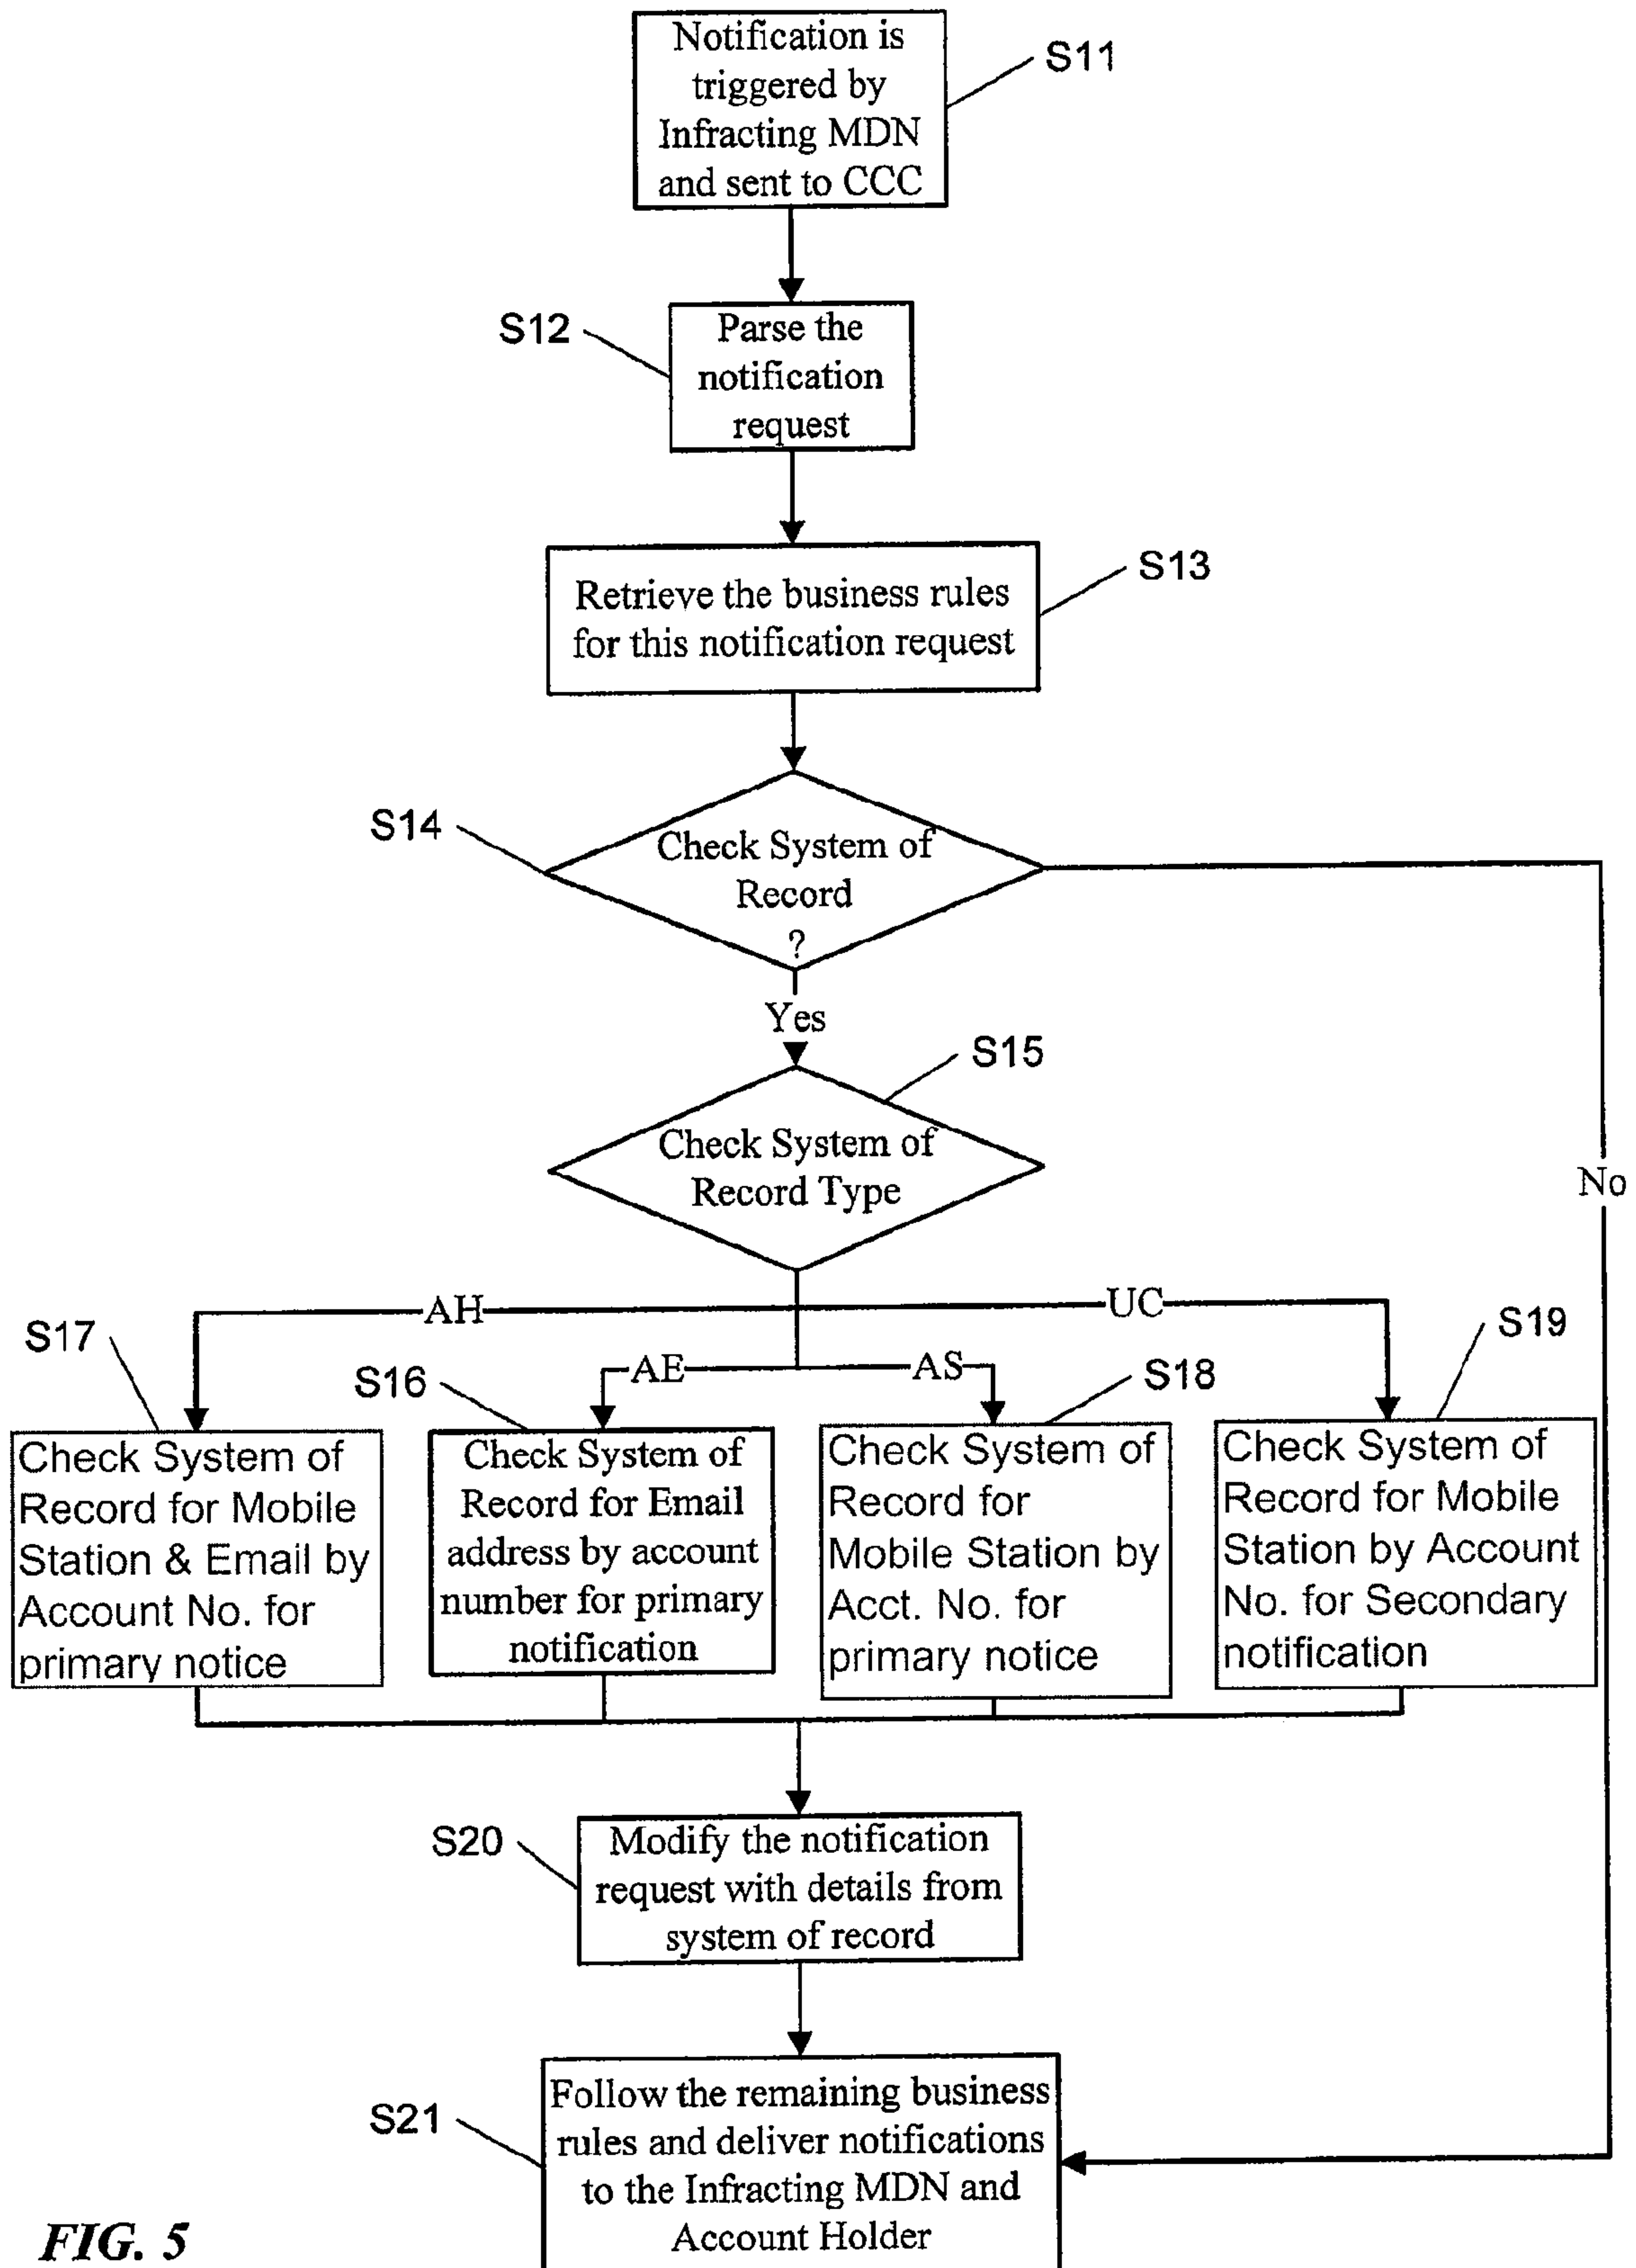 Notification is
triggered by
Infracting MDN
and sent to CCC
S11
S12
Parse the
notification
request
S13
Retrieve the business rules
for this notification request
S14
Check System of
Record
?
Yes
S15
Check System of
Record Type
No
AH
UC
S17
S19
AE
AS
S16
S18
Check System of
Record for Mobile
Station & Email by
Account No. for
primary notice
Check System of
Record for Email
address by account
number for primary
notification
Check System of
Record for
Mobile Station by
Acct. No. for
primary notice
Check System of
Record for Mobile
Station by Account
No. for Secondary
notification
S20
Modify the notification
request with details from
system of record
S21
Follow the remaining business
rules and deliver notifications
to the Infracting MDN and
Account Holder
FIG. 5